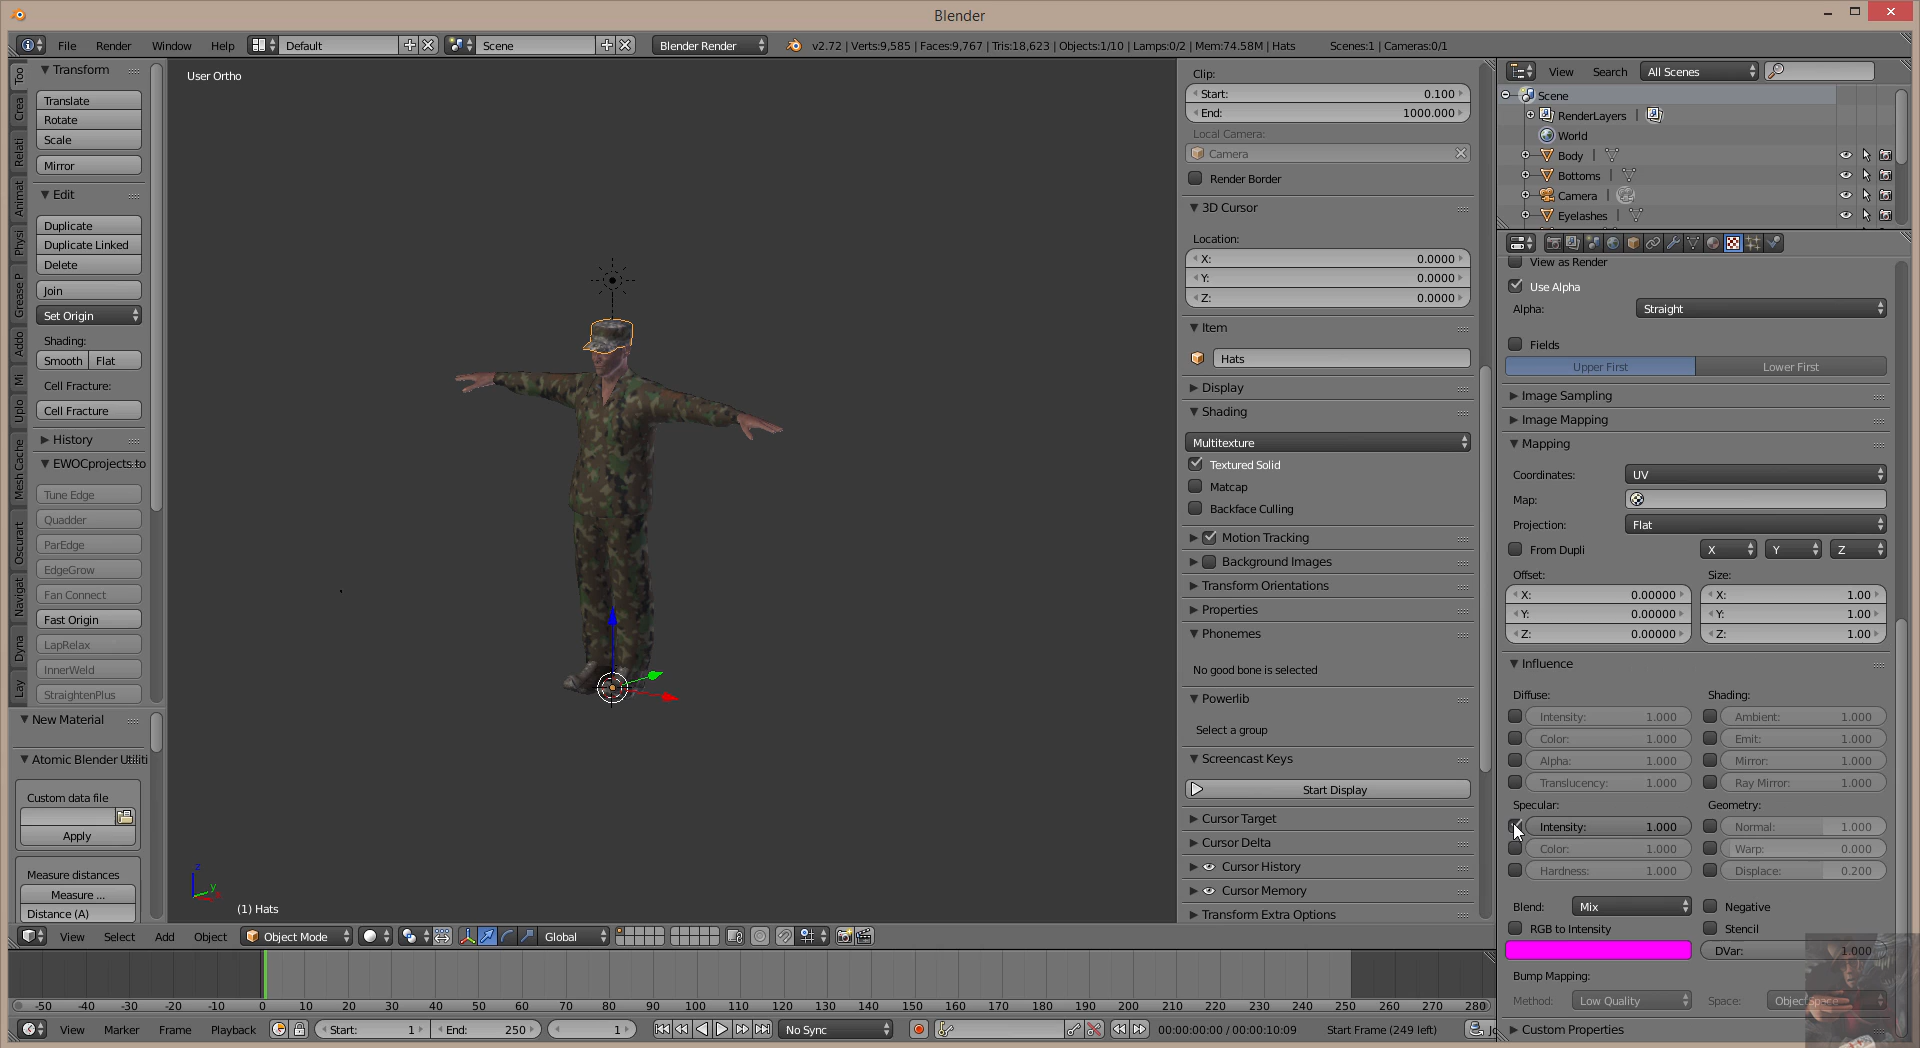 Blender
File Render Window Help Default Scene Blender Render v2.72 | Verts:9,585 | Faces:9,767 | Tris:18,623 | Objects:1/10 | Lamps:0/2 | Mem:74.58M | Hats Scenes:1 | Cameras:0/1
Too
Crea
Relati
Animat
Physi
Grease P
Addo
Mi
Uplo
Mesh Cache
Oscurart
Navigat
Dyna
Lay
Transform
Translate
Rotate
Scale
Mirror
Edit
Duplicate
Duplicate Linked
Delete
Join
Set Origin
Shading:
Smooth Flat
Cell Fracture:
Cell Fracture
History
EWOCprojects to
Tune Edge
Quadder
ParEdge
EdgeGrow
Fan Connect
Fast Origin
LapRelax
InnerWeld
StraightenPlus
New Material
Atomic Blender Utiliti
Custom data file
Apply
Measure distances
Measure ...
Distance (A)
User Ortho
z
y
(1) Hats
View Select Add Object Object Mode Global
Clip:
Start: 0.100
End: 1000.000
Local Camera:
Camera
Render Border
3D Cursor
Location:
X: 0.0000
Y: 0.0000
Z: 0.0000
Item
Hats
Display
Shading
Multitexture
Textured Solid
Matcap
Backface Culling
Motion Tracking
Background Images
Transform Orientations
Properties
Phonemes
No good bone is selected
Powerlib
Select a group
Screencast Keys
Start Display
Cursor Target
Cursor Delta
Cursor History
Cursor Memory
Transform Extra Options
View Search All Scenes
Scene
RenderLayers |
World
Body |
Bottoms |
Camera |
Eyelashes |
View as Render
Use Alpha
Alpha: Straight
Fields
Upper First Lower First
Image Sampling
Image Mapping
Mapping
Coordinates: UV
Map:
Projection: Flat
From Dupli X Y Z
Offset: Size:
X: 0.00000 X: 1.00
Y: 0.00000 Y: 1.00
Z: 0.00000 Z: 1.00
Influence
Diffuse: Shading:
Intensity: 1.000 Ambient: 1.000
Color: 1.000 Emit: 1.000
Alpha: 1.000 Mirror: 1.000
Translucency: 1.000 Ray Mirror: 1.000
Specular: Geometry:
Intensity: 1.000 Normal: 1.000
Color: 1.000 Warp: 0.000
Hardness: 1.000 Displace: 0.200
Blend: Mix Negative
RGB to Intensity Stencil
DVar: 1.000
Bump Mapping:
Method: Low Quality Space: ObjectSpace
Custom Properties
-50 -40 -30 -20 -10 0 10 20 30 40 50 60 70 80 90 100 110 120 130 140 150 160 170 180 190 200 210 220 230 240 250 260 270 280
View Marker Frame Playback Start: 1 End: 250 1 No Sync 00:00:00:00 / 00:00:10:09 Start Frame (249 left)